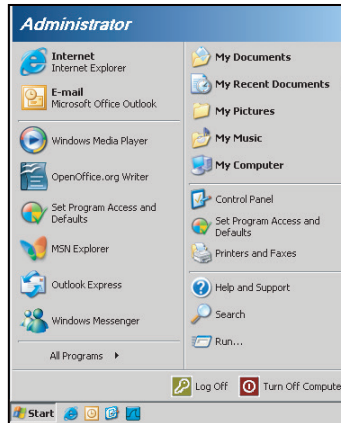 Administrator
Internet
Internet Explorer
E-mail
Microsoft Office Outlook
Windows Media Player
OpenOffice.org Writer
Set Program Access and
Defaults
MSN Explorer
Outlook Express
Windows Messenger
All Programs
My Documents
My Recent Documents
My Pictures
My Music
My Computer
Control Panel
Set Program Access and
Defaults
Printers and Faxes
Help and Support
Search
Run...
Log Off
Turn Off Compute
Start